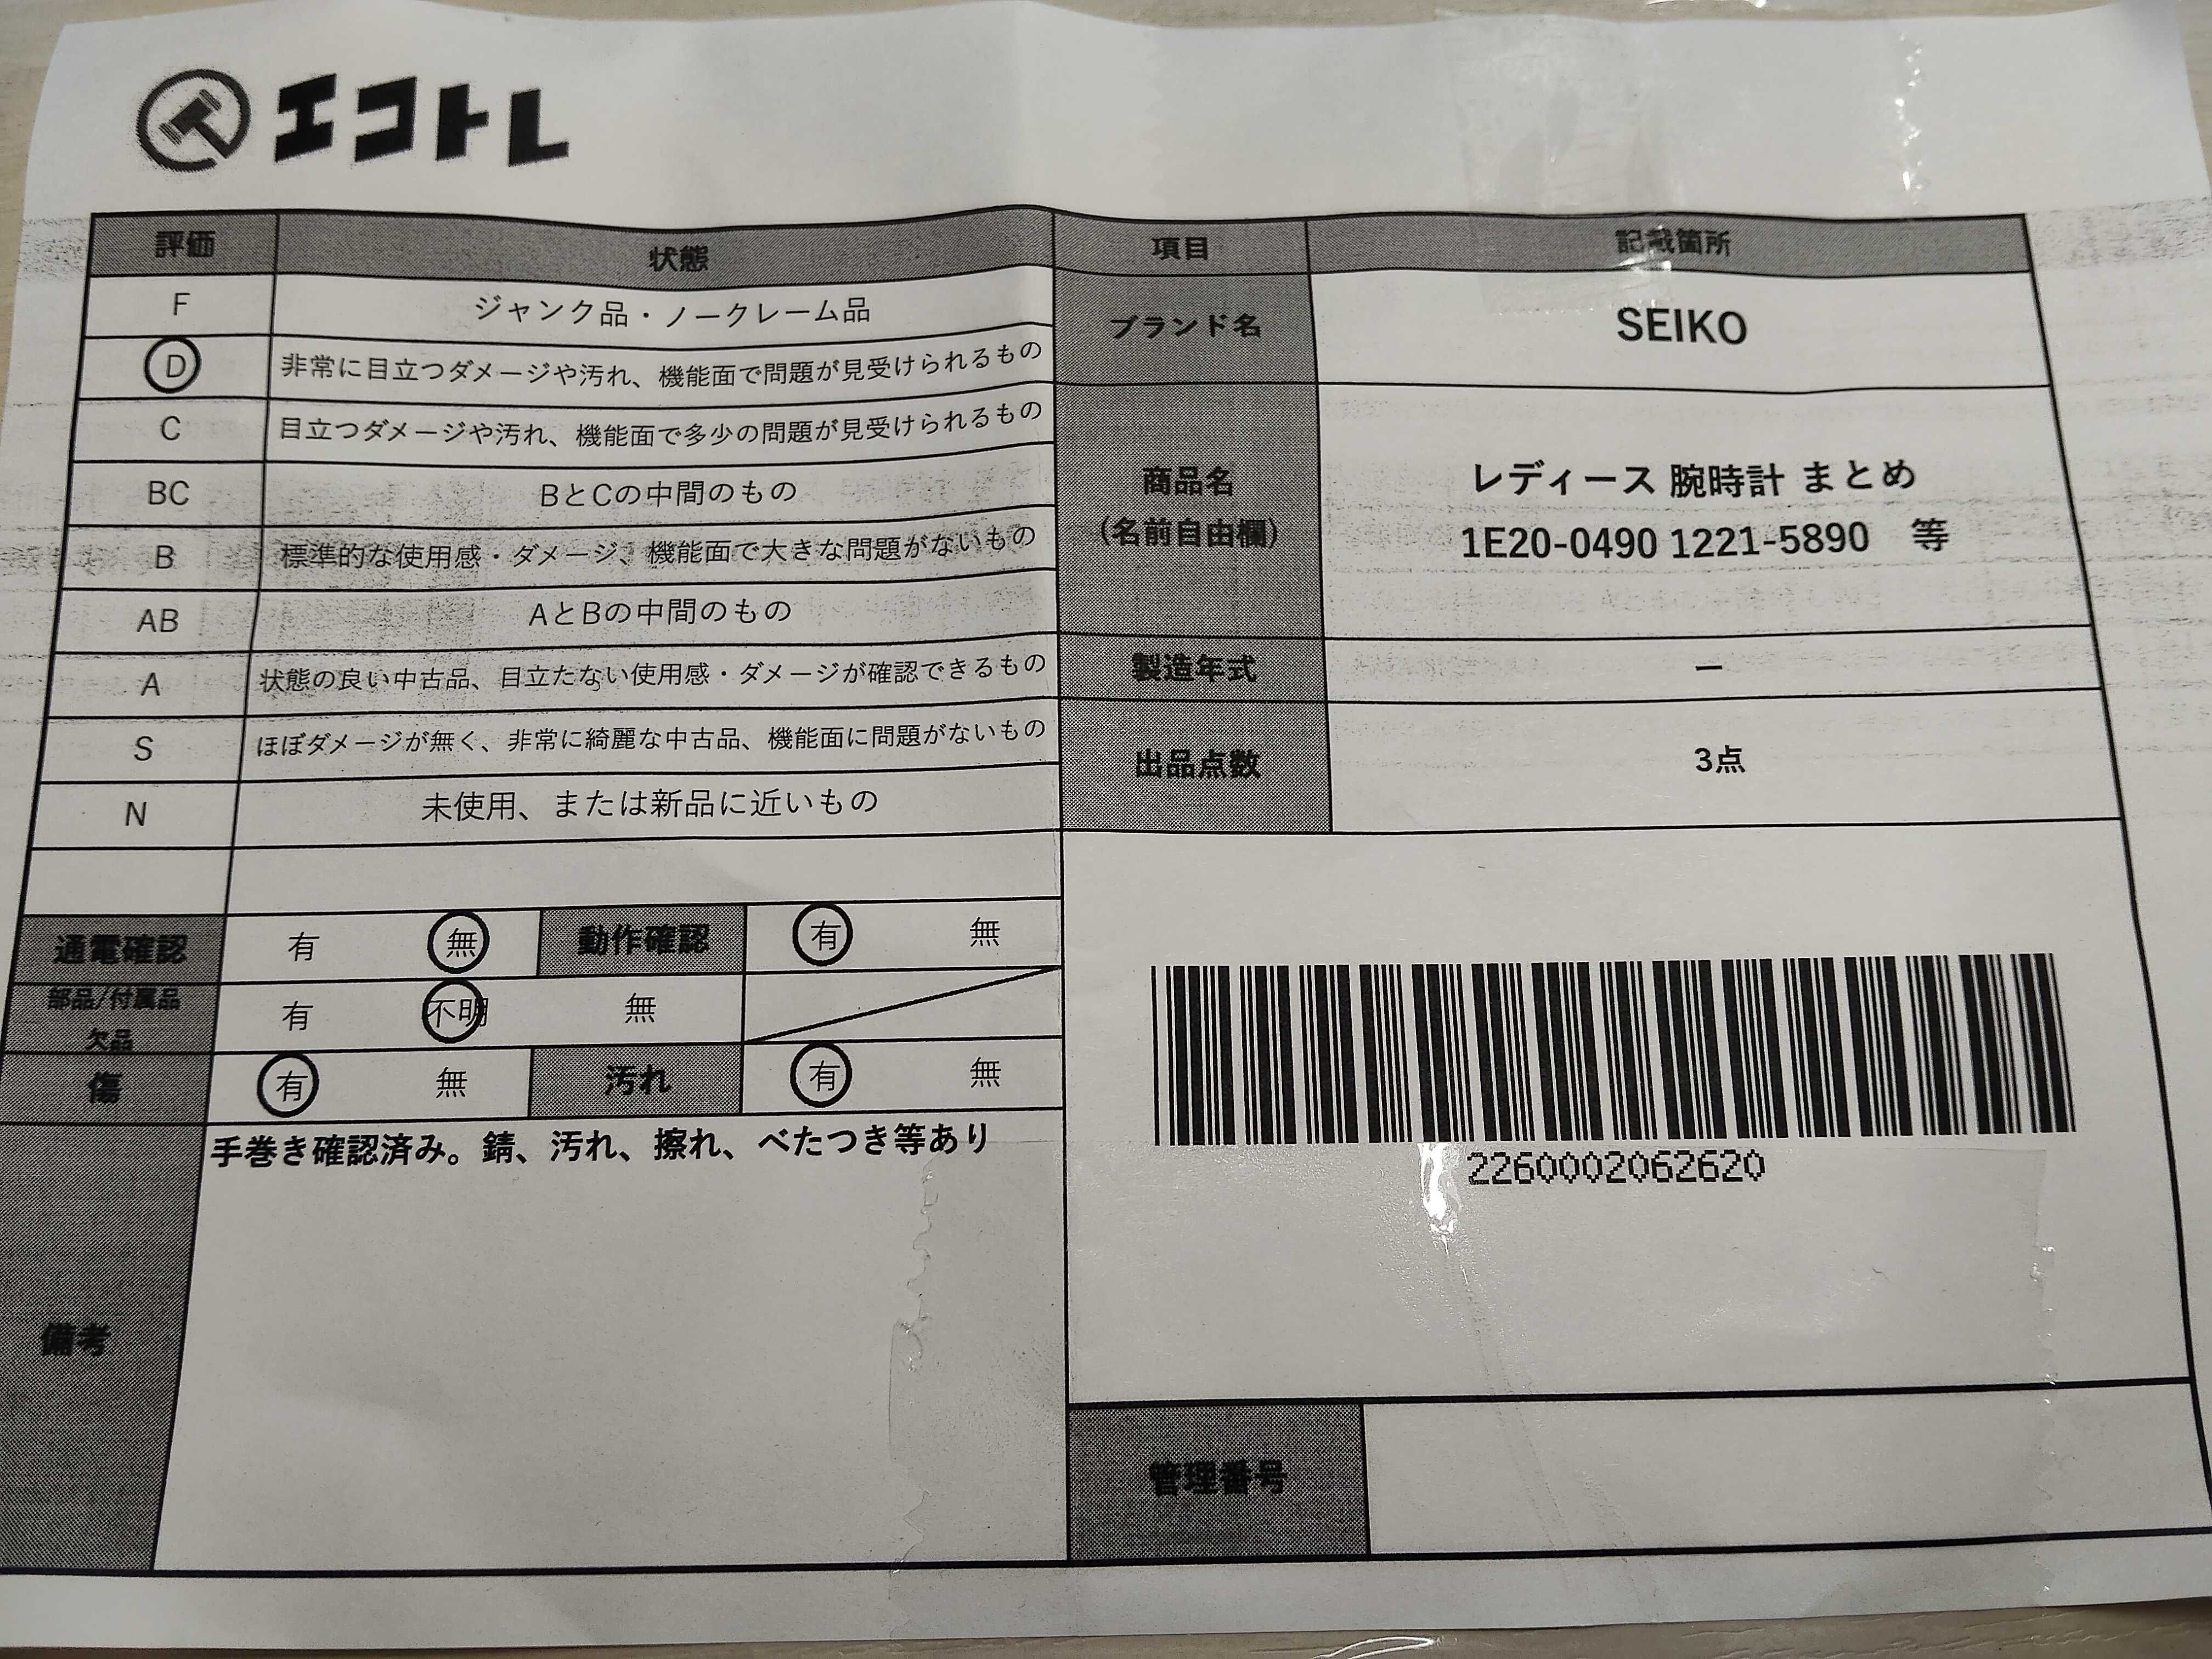 エコトレ
評価 状態
F ジャンク品・ノークレーム品
D 非常に目立つダメージや汚れ、機能面で問題が見受けられるもの
C 目立つダメージや汚れ、機能面で多少の問題が見受けられるもの
BC BとCの中間のもの
B 標準的な使用感・ダメージ、機能面で大きな問題がないもの
AB AとBの中間のもの
A 状態の良い中古品、目立たない使用感・ダメージが確認できるもの
S ほぼダメージが無く、非常に綺麗な中古品、機能面に問題がないもの
N 未使用、または新品に近いもの
通電確認 有 無 動作確認 有 無
部品/付属品
欠品 有 不明 無
傷 有 無 汚れ 有 無
備考 手巻き確認済み。錆、汚れ、擦れ、べたつき等あり
項目 記載箇所
ブランド名 SEIKO
商品名
(名前自由欄)
レディース 腕時計 まとめ
1E20-0490 1221-5890 等
製造年式 ー
出品点数 3点
2260002062620
管理番号